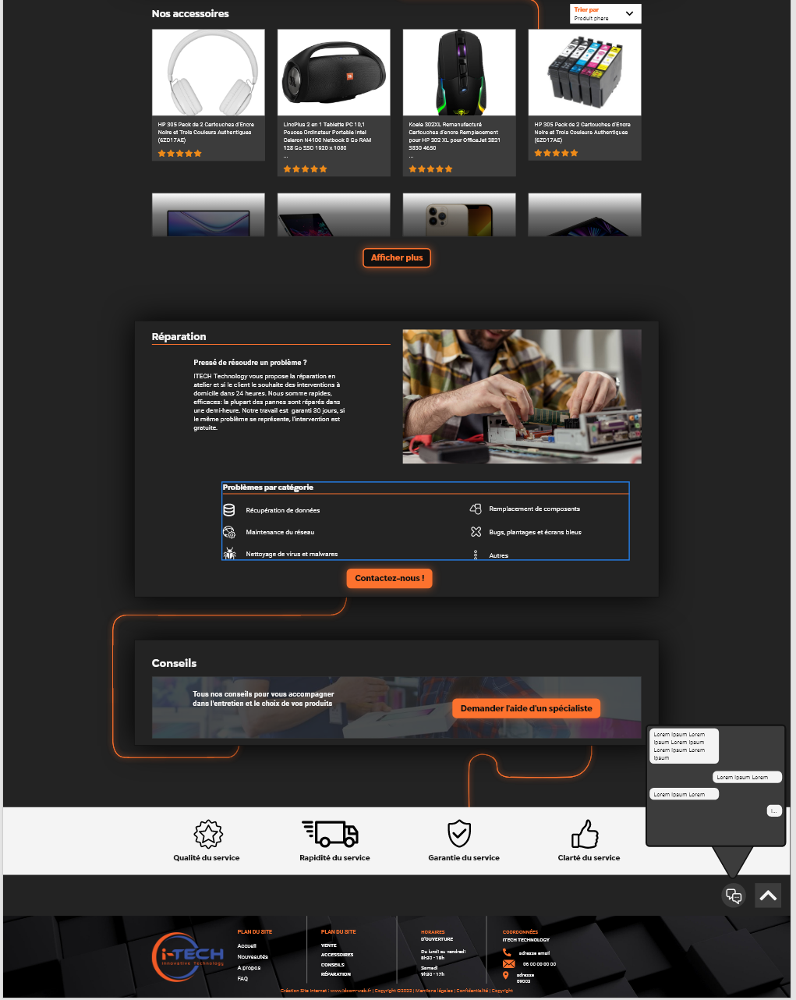 Nos accessoires
Trier par
Produit phare
HP 305 Pack de 2 Cartouches d'Encre
Noire et Trois Couleurs Authentiques
(6ZD17AE)
LincPlus 2 en 1 Tablette PC 10,1
Pouces Ordinateur Portable Intel
Celeron N4100 Netbook 8 Go RAM
128 Go SSD 1920 x 1080
...
Koala 302XL Remanufacturé
Cartouches d'encre Remplacement
pour HP 302 XL pour OfficeJet 3831
3830 4650
...
HP 305 Pack de 2 Cartouches d'Encre
Noire et Trois Couleurs Authentiques
(6ZD17AE)
Afficher plus
Réparation
Pressé de résoudre un problème ?
ITECH Technology vous propose la réparation en
atelier et si le client le souhaite des interventions à
domicile dans 24 heures. Nous somme rapides,
efficaces: la plupart des pannes sont réparés dans
une demi-heure. Notre travail est garanti 30 jours, si
le même problème se représente, l'intervention est
gratuite.
Problèmes par catégorie
Récupération de données
Remplacement de composants
Maintenance du réseau
Bugs, plantages et écrans bleus
Nettoyage de virus et malwares
Autres
Contactez-nous !
Conseils
Tous nos conseils pour vous accompagner
dans l'entretien et le choix de vos produits
Demander l'aide d'un spécialiste
Lorem Ipsum Lorem
Ipsum Lorem Ipsum
Lorem Ipsum Lorem
Ipsum
Lorem Ipsum Lorem
Lorem Ipsum Lorem
I...
Qualité du service
Rapidité du service
Garantie du service
Clarté du service
i-TECH
Innovative Technology
PLAN DU SITE
Accueil
Nouveautés
A propos
FAQ
PLAN DU SITE
VENTE
ACCESSOIRES
CONSEILS
RÉPARATION
HORAIRES
D'OUVERTURE
Du lundi au vendredi
8h30 - 18h
Samedi
9h30 - 17h
COORDONNÉES
ITECH TECHNOLOGY
adresse email
06 00 00 00 00
adresse
69003
Création Site internet : www.idcom-web.fr | Copyright ©2022 | Mentions légales | Confidentialité | Copyright